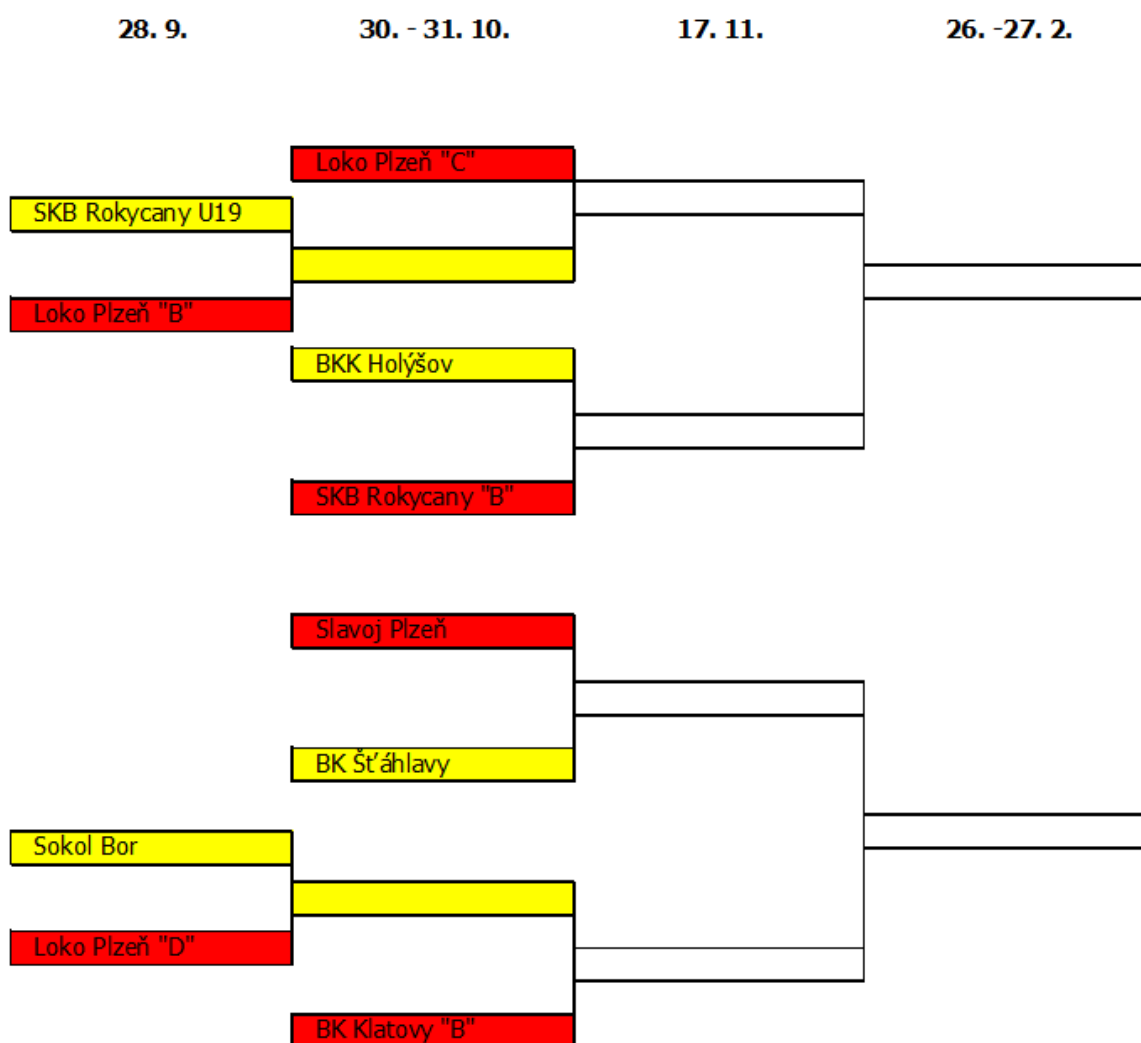 28. 9.
30. - 31. 10.
17. 11.
26. -27. 2.
Loko Plzeň "C"
SKB Rokycany U19
Loko Plzeň "B"
BKK Holýšov
SKB Rokycany "B"
Slavoj Plzeň
BK Šťáhlavy
Sokol Bor
Loko Plzeň "D"
BK Klatovy "B"